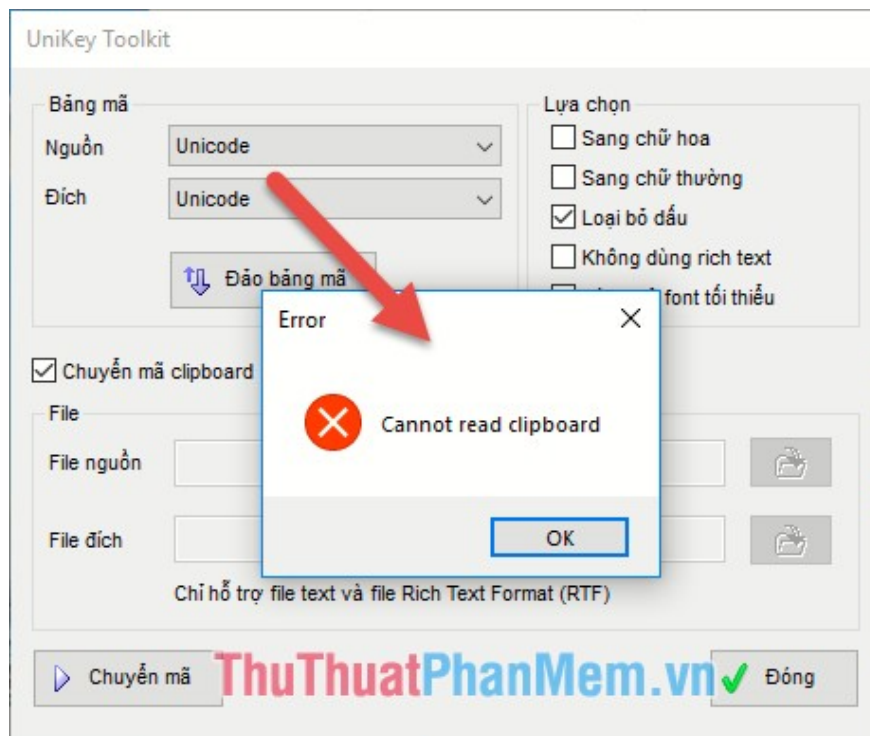 UniKey Toolkit
Bảng mã
Nguồn
Unicode
Đích
Unicode
Đảo bảng mã
Lựa chọn
Sang chữ hoa
Sang chữ thường
Loại bỏ dấu
Không dùng rich text
font tối thiểu
Error
Cannot read clipboard
OK
Chuyển mã clipboard
File
File nguồn
File đích
Chỉ hỗ trợ file text và file Rich Text Format (RTF)
Chuyển mã
ThuThuatPhanMem.vn
Đóng